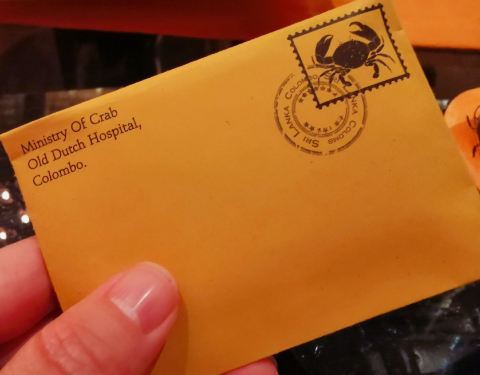 Ministry Of Crab
Old Dutch Hospital,
Colombo.
Sri Lanka
Colombo